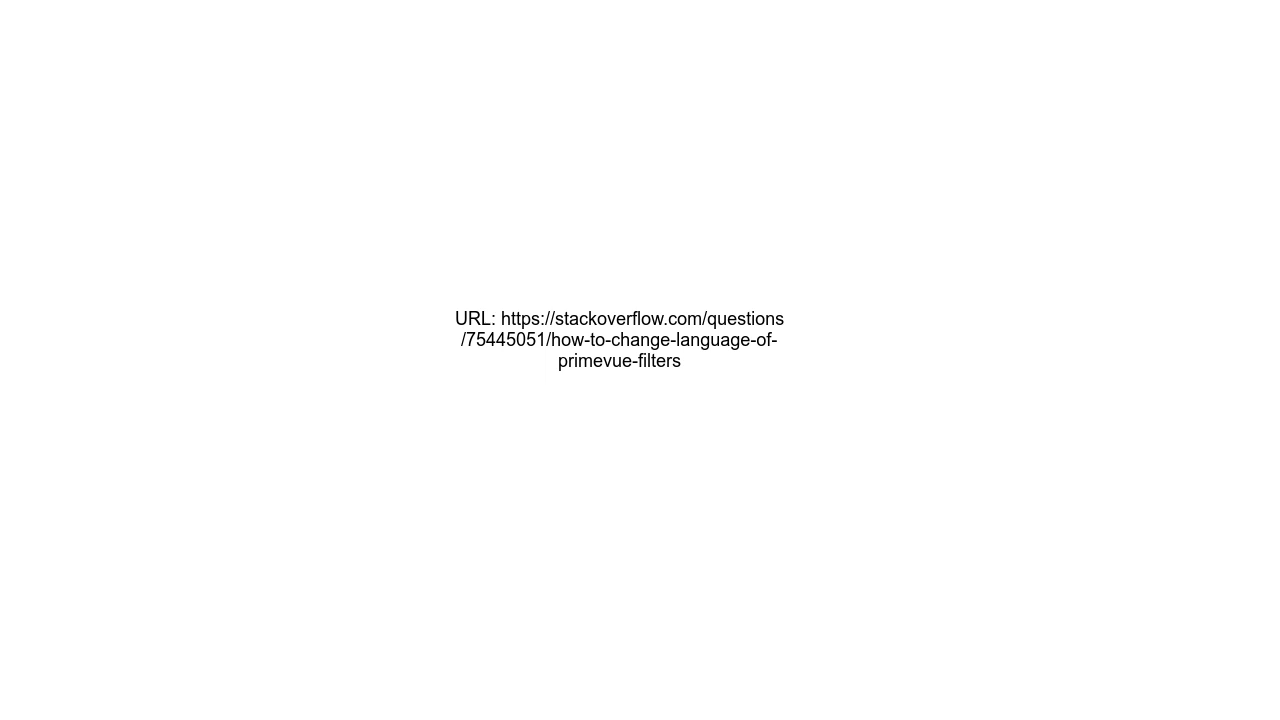 URL: https://stackoverflow.com/questions
/75445051/how-to-change-language-of-
primevue-filters